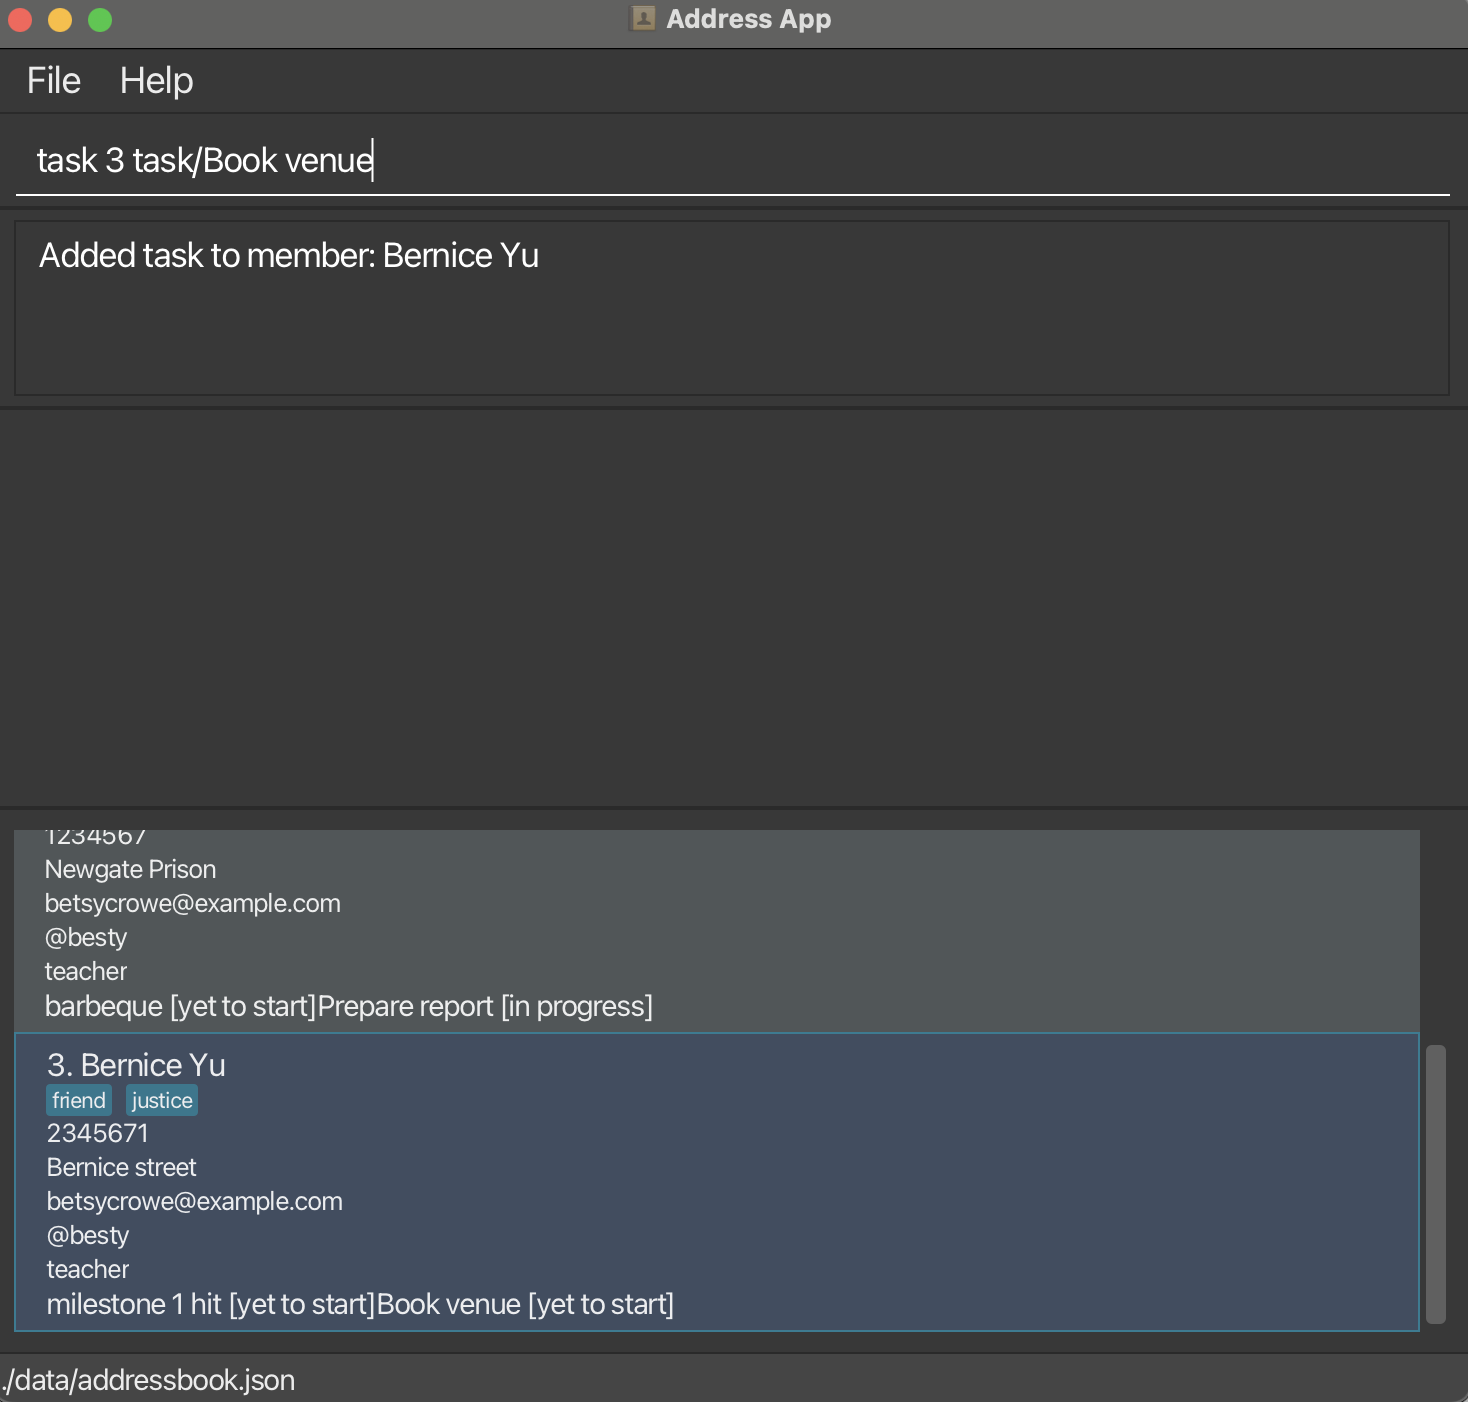 Address App
File Help
task 3 task/Book venue
Added task to member: Bernice Yu
1234567
Newgate Prison
betsycrowe@example.com
@besty
teacher
barbeque [yet to start]Prepare report [in progress]
3. Bernice Yu
friend justice
2345671
Bernice street
betsycrowe@example.com
@besty
teacher
milestone 1 hit [yet to start]Book venue [yet to start]
./data/addressbook.json